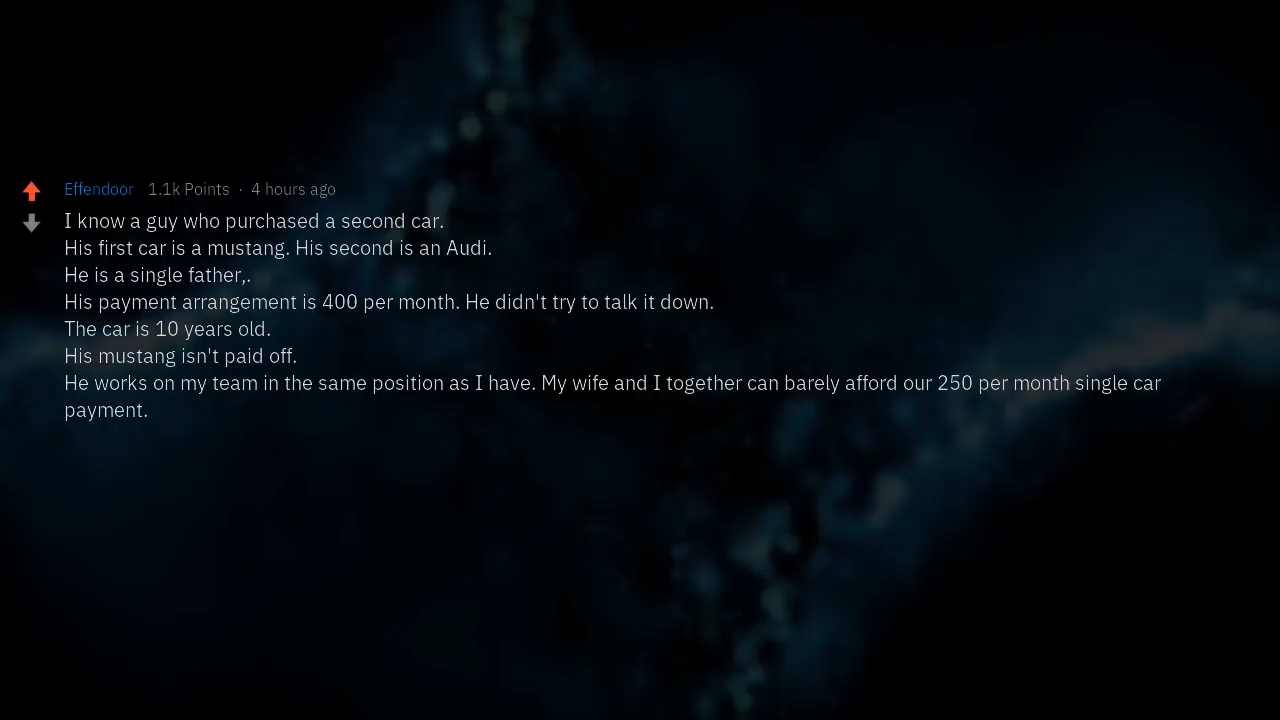 Effendoor 1.1k Points · 4 hours ago
I know a guy who purchased a second car.
His first car is a mustang. His second is an Audi.
He is a single father,.
His payment arrangement is 400 per month. He didn't try to talk it down.
The car is 10 years old.
His mustang isn't paid off.
He works on my team in the same position as I have. My wife and I together can barely afford our 250 per month single car
payment.